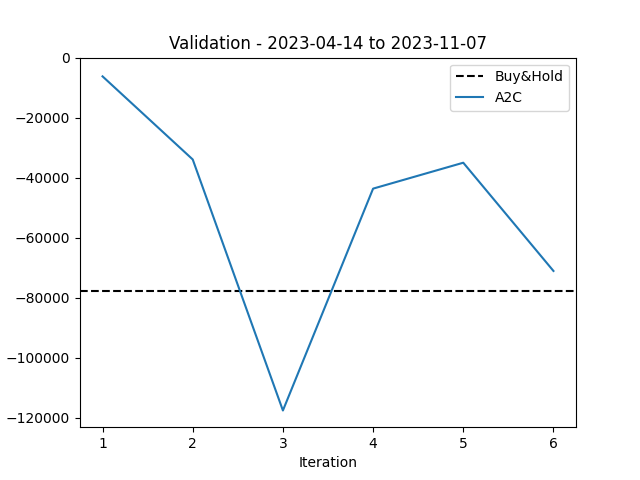 Validation - 2023-04-14 to 2023-11-07
0
−20000
−40000
−60000
−80000
−100000
−120000
Buy&Hold
A2C
1 2 3 4 5 6
Iteration